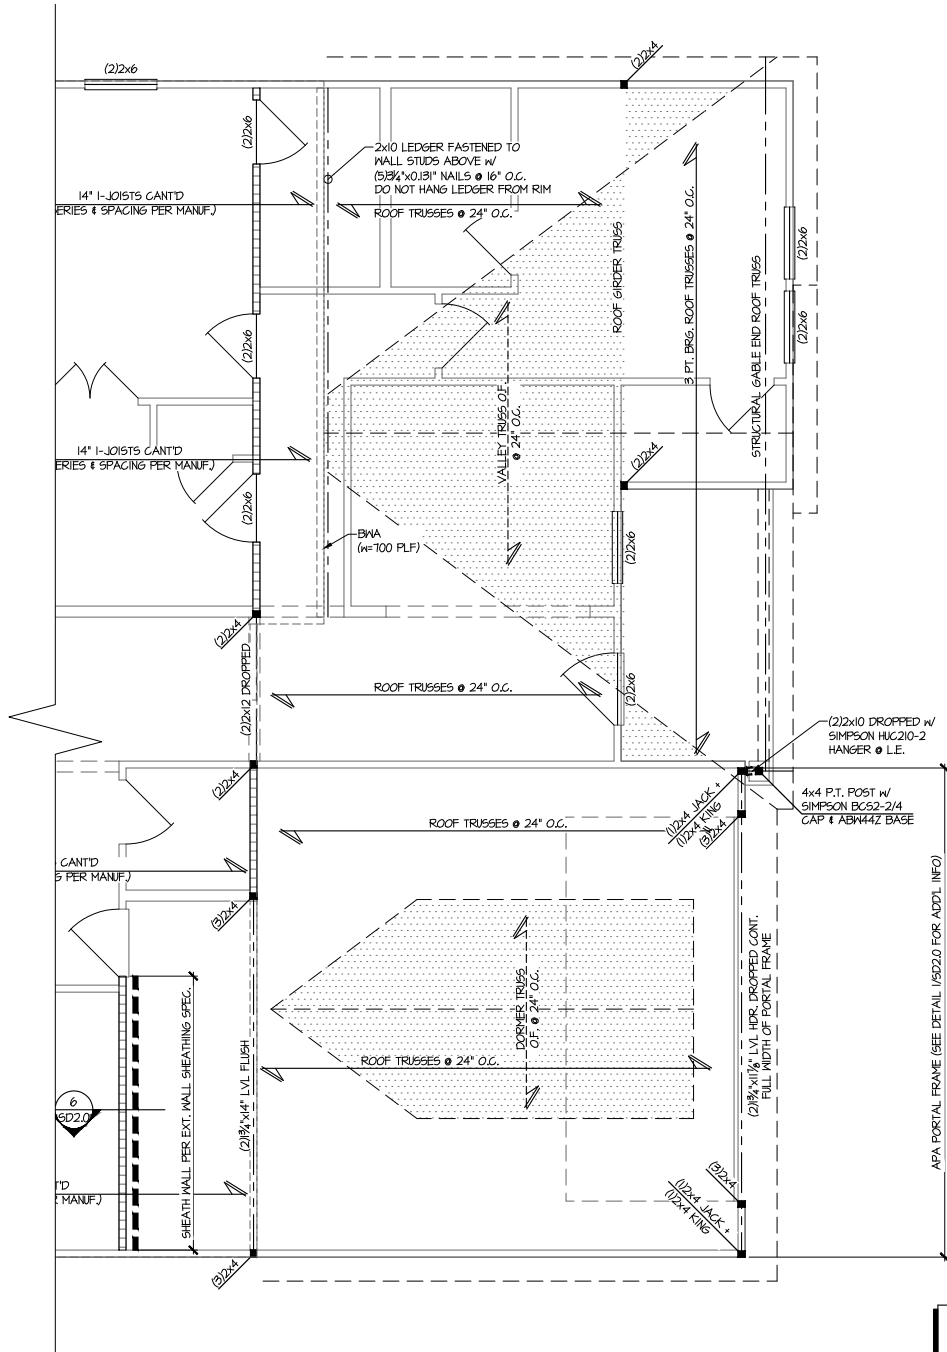 (2)2x6
(2)2x4
(2)2x6
2x10 LEDGER FASTENED TO
WALL STUDS ABOVE w/
(5)3¼"x0.131" NAILS @ 16" O.C.
DO NOT HANG LEDGER FROM RIM
14" I-JOISTS CANT'D
ERIES & SPACING PER MANUF.)
ROOF TRUSSES @ 24" O.C.
ROOF GIRDER TRUSS
3 PT. BRG. ROOF TRUSSES @ 24" O.C.
STRUCTURAL GABLE END ROOF TRUSS
(2)2x6
(2)2x6
(2)2x6
VALLEY TRUSS O.F.
@ 24" O.C.
14" I-JOISTS CANT'D
ERIES & SPACING PER MANUF.)
(2)2x4
(2)2x6
BWA
(w=700 PLF)
(2)2x6
(2)2x4
(2)2x12 DROPPED
ROOF TRUSSES @ 24" O.C.
(2)2x6
(2)2x10 DROPPED w/
SIMPSON HUC210-2
HANGER @ L.E.
(2)2x4
4x4 P.T. POST w/
SIMPSON BCS2-2/4
CAP & ABW44Z BASE
(1)2x4 JACK +
(1)2x4 KING
(3)2x4
ROOF TRUSSES @ 24" O.C.
CANT'D
G PER MANUF.)
(3)2x4
DORMER TRUSS
O.F. @ 24" O.C.
(2)1¾"x11⅞" LVL HDR. DROPPED CONT.
FULL WIDTH OF PORTAL FRAME
APA PORTAL FRAME (SEE DETAIL 1/SD2.0 FOR ADD'L INFO)
ROOF TRUSSES @ 24" O.C.
(2)1¾"x14" LVL FLUSH
SHEATH WALL PER EXT. WALL SHEATHING SPEC.
6
SD2.0
T'D
R MANUF.)
(3)2x4
(1)2x4 JACK +
(1)2x4 KING
(3)2x4